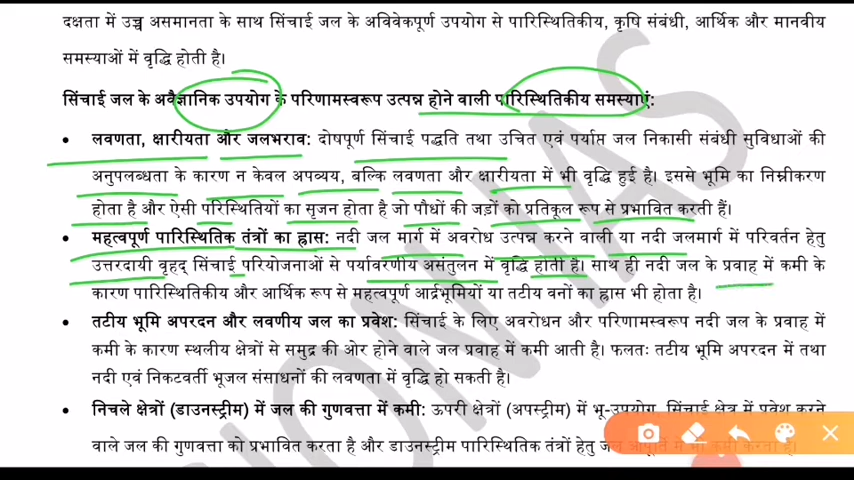 दक्षता में उच्च असमानता के साथ सिंचाई जल के अविवेकपूर्ण उपयोग से पारिस्थितिकीय, कृषि संबंधी, आर्थिक और मानवीय
समस्याओं में वृद्धि होती है।
सिंचाई जल के अवैज्ञानिक उपयोग के परिणामस्वरूप उत्पन्न होने वाली पारिस्थितिकीय समस्याएं:
• लवणता, क्षारीयता और जलभराव: दोषपूर्ण सिंचाई पद्धति तथा उचित एवं पर्याप्त जल निकासी संबंधी सुविधाओं की
अनुपलब्धता के कारण न केवल अपव्यय, बल्कि लवणता और क्षारीयता में भी वृद्धि हुई है। इससे भूमि का निम्नीकरण
होता है और ऐसी परिस्थितियों का सृजन होता है जो पौधों की जड़ों को प्रतिकूल रूप से प्रभावित करती हैं।
• महत्वपूर्ण पारिस्थितिक तंत्रों का ह्रास: नदी जल मार्ग में अवरोध उत्पन्न करने वाली या नदी जलमार्ग में परिवर्तन हेतु
उत्तरदायी वृहद् सिंचाई परियोजनाओं से पर्यावरणीय असंतुलन में वृद्धि होती है। साथ ही नदी जल के प्रवाह में कमी के
कारण पारिस्थितिकीय और आर्थिक रूप से महत्वपूर्ण आर्द्रभूमियों या तटीय वनों का ह्रास भी होता है।
• तटीय भूमि अपरदन और लवणीय जल का प्रवेश: सिंचाई के लिए अवरोधन और परिणामस्वरूप नदी जल के प्रवाह में
कमी के कारण स्थलीय क्षेत्रों से समुद्र की ओर होने वाले जल प्रवाह में कमी आती है। फलतः तटीय भूमि अपरदन में तथा
नदी एवं निकटवर्ती भूजल संसाधनों की लवणता में वृद्धि हो सकती है।
• निचले क्षेत्रों (डाउनस्ट्रीम) में जल की गुणवत्ता में कमी: ऊपरी क्षेत्रों (अपस्ट्रीम) में भू-उपयोग, सिंचाई क्षेत्र में प्रवेश करने
वाले जल की गुणवत्ता को प्रभावित करता है और डाउनस्ट्रीम पारिस्थितिक तंत्रों हेतु जल आपूर्ति में भी कमी करता है।
VISION IAS